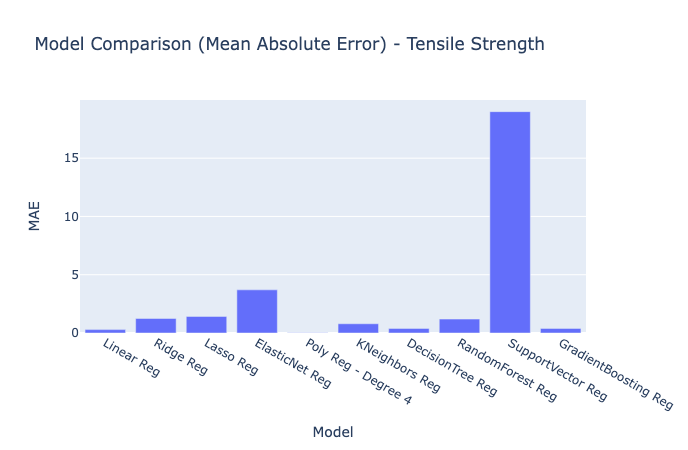 Model Comparison (Mean Absolute Error) - Tensile Strength
MAE
15
10
5
0
Linear Reg
Ridge Reg
Lasso Reg
ElasticNet Reg
Poly Reg - Degree 4
KNeighbors Reg
DecisionTree Reg
RandomForest Reg
SupportVector Reg
GradientBoosting Reg
Model